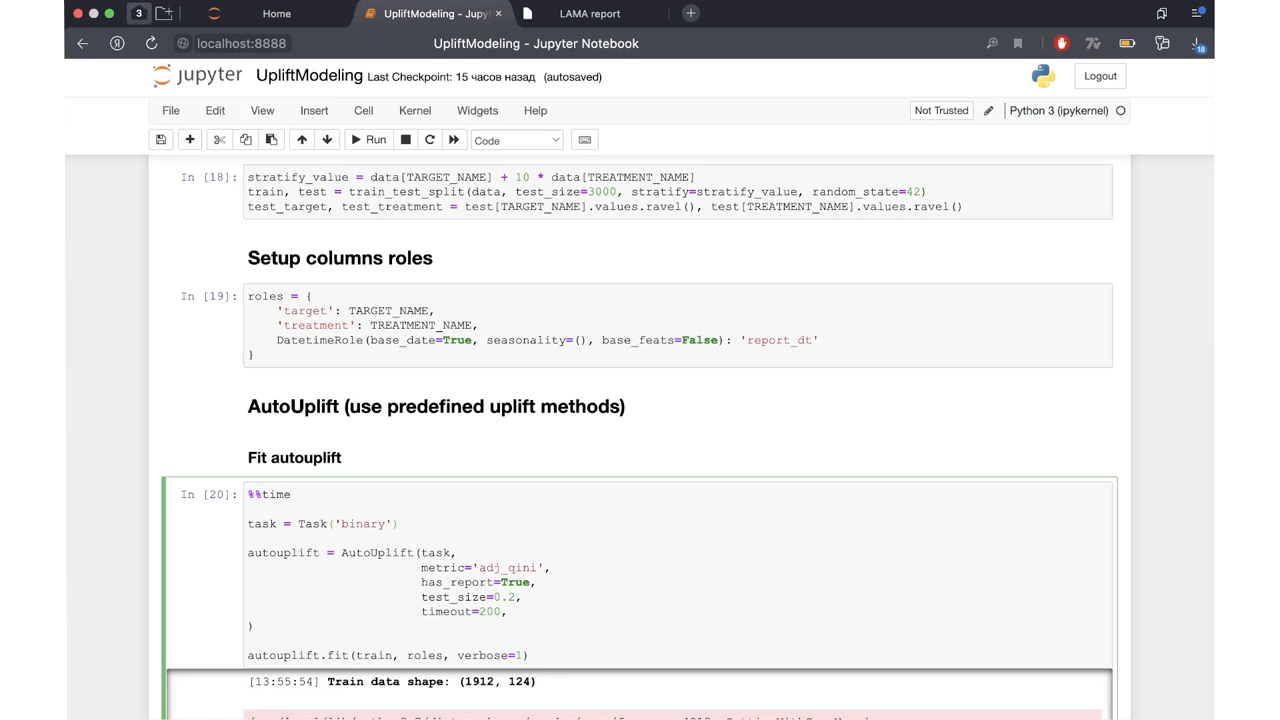 3
Home
UpliftModeling - Jupyt
LAMA report
localhost:8888
UpliftModeling - Jupyter Notebook
18
jupyter UpliftModeling Last Checkpoint: 15 часов назад (autosaved)
Logout
File Edit View Insert Cell Kernel Widgets Help
Not Trusted
Python 3 (ipykernel)
Run
Code
In [18]: stratify_value = data[TARGET_NAME] + 10 * data[TREATMENT_NAME]
train, test = train_test_split(data, test_size=3000, stratify=stratify_value, random_state=42)
test_target, test_treatment = test[TARGET_NAME].values.ravel(), test[TREATMENT_NAME].values.ravel()
Setup columns roles
In [19]: roles = {
'target': TARGET_NAME,
'treatment': TREATMENT_NAME,
DatetimeRole(base_date=True, seasonality=(), base_feats=False): 'report_dt'
}
AutoUplift (use predefined uplift methods)
Fit autouplift
In [20]: %%time
task = Task('binary')
autouplift = AutoUplift(task,
metric='adj_qini',
has_report=True,
test_size=0.2,
timeout=200,
)
autouplift.fit(train, roles, verbose=1)
[13:55:54] Train data shape: (1912, 124)